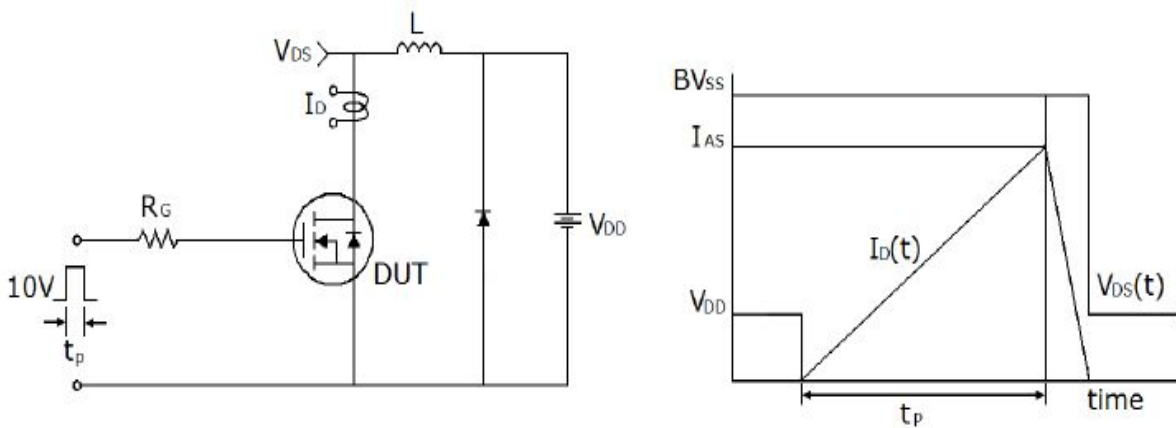 L
VDS
ID
RG
10V
tp
DUT
VDD
BVSS
IAS
VDD
ID(t)
VDS(t)
tP
time